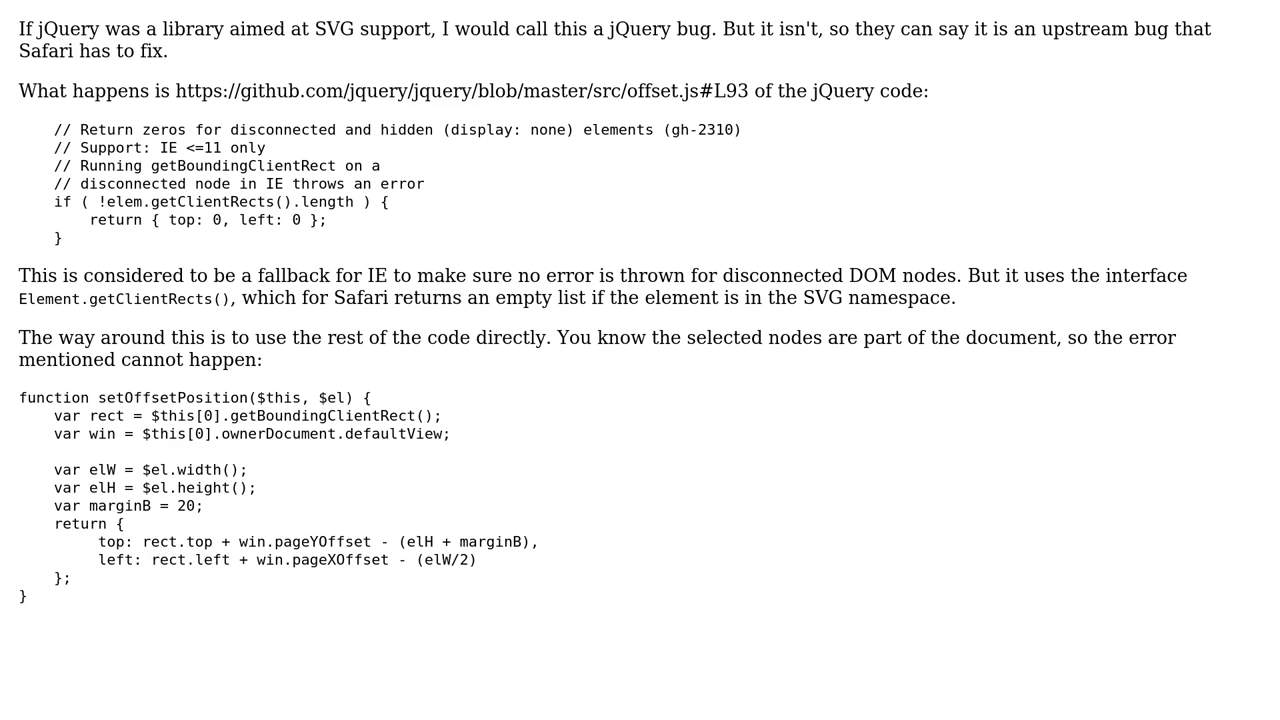 If jQuery was a library aimed at SVG support, I would call this a jQuery bug. But it isn't, so they can say it is an upstream bug that
Safari has to fix.
What happens is https://github.com/jquery/jquery/blob/master/src/offset.js#L93 of the jQuery code:
// Return zeros for disconnected and hidden (display: none) elements (gh-2310)
// Support: IE <=11 only
// Running getBoundingClientRect on a
// disconnected node in IE throws an error
if ( !elem.getClientRects().length ) {
return { top: 0, left: 0 };
}
This is considered to be a fallback for IE to make sure no error is thrown for disconnected DOM nodes. But it uses the interface
Element.getClientRects(), which for Safari returns an empty list if the element is in the SVG namespace.
The way around this is to use the rest of the code directly. You know the selected nodes are part of the document, so the error
mentioned cannot happen:
function setOffsetPosition($this, $el) {
var rect = $this[0].getBoundingClientRect();
var win = $this[0].ownerDocument.defaultView;
var elW = $el.width();
var elH = $el.height();
var marginB = 20;
return {
top: rect.top + win.pageYOffset - (elH + marginB),
left: rect.left + win.pageXOffset - (elW/2)
};
}